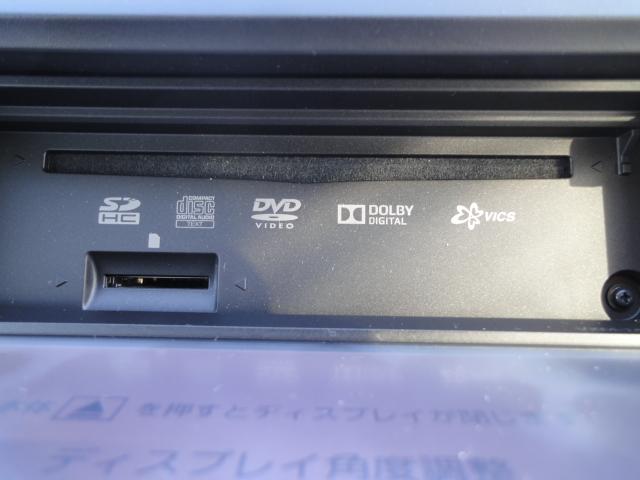 SD HC COMPACT disc DIGITAL AUDIO TEXT DVD VIDEO DOLBY DIGITAL VICS
を押すとディスプレイが閉じます
ディスプレイ角度調整